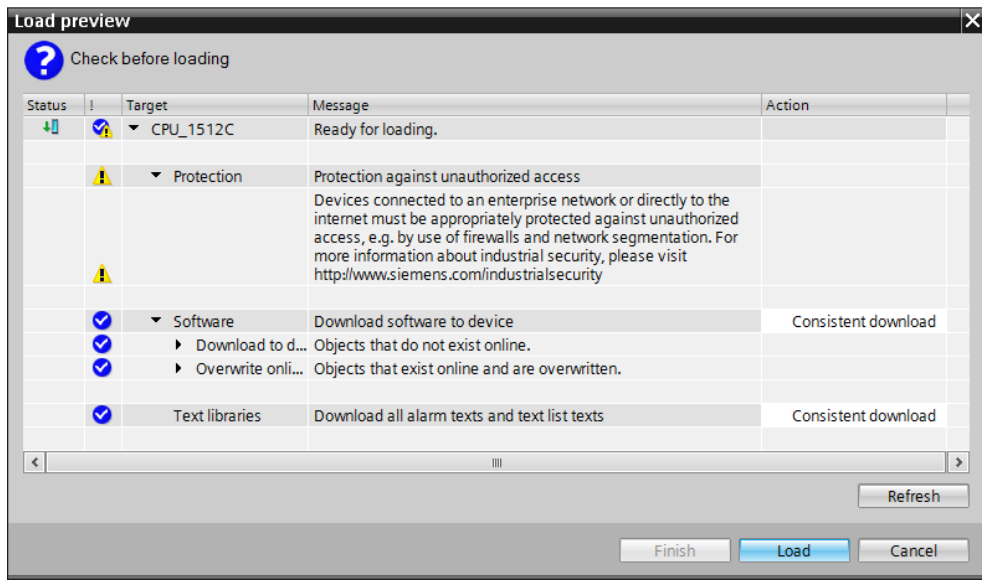 Load preview
Check before loading
Status ! Target Message Action
CPU_1512C Ready for loading.
Protection Protection against unauthorized access
Devices connected to an enterprise network or directly to the
internet must be appropriately protected against unauthorized
access, e.g. by use of firewalls and network segmentation. For
more information about industrial security, please visit
http://www.siemens.com/industrialsecurity
Software Download software to device Consistent download
Download to d... Objects that do not exist online.
Overwrite onli... Objects that exist online and are overwritten.
Text libraries Download all alarm texts and text list texts Consistent download
Refresh
Finish Load Cancel